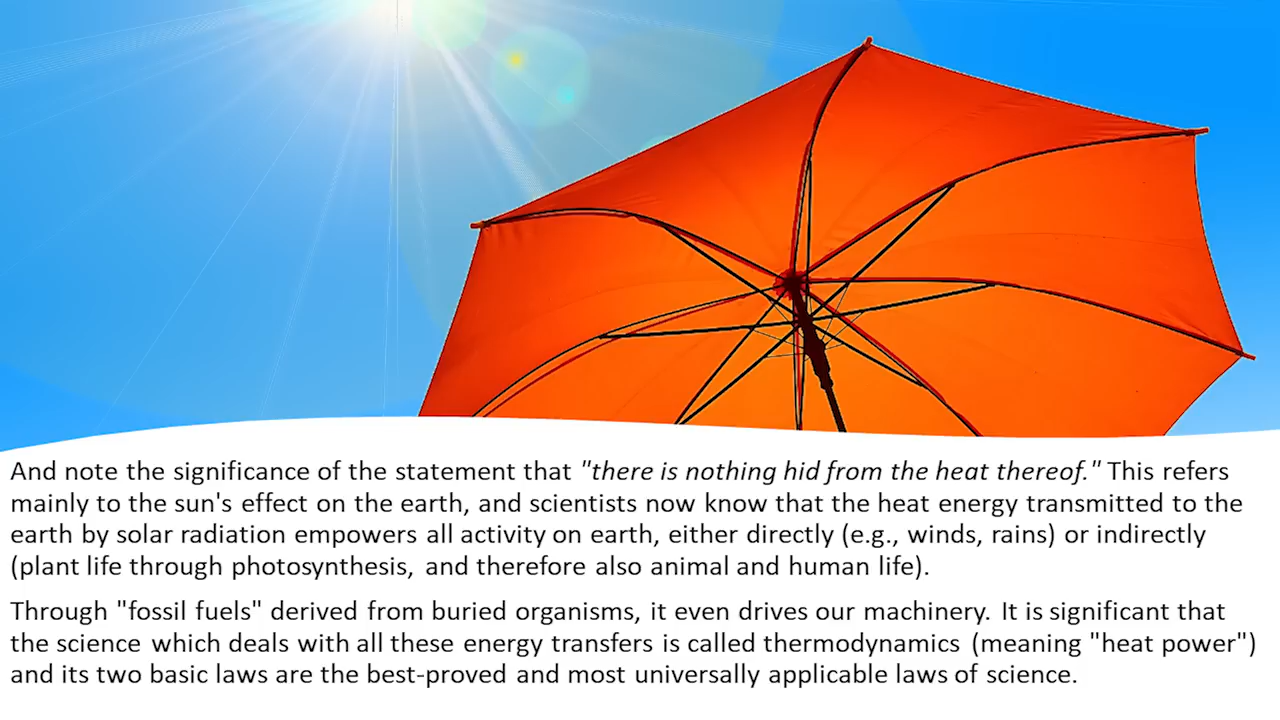 And note the significance of the statement that "there is nothing hid from the heat thereof." This refers
mainly to the sun's effect on the earth, and scientists now know that the heat energy transmitted to the
earth by solar radiation empowers all activity on earth, either directly (e.g., winds, rains) or indirectly
(plant life through photosynthesis, and therefore also animal and human life).
Through "fossil fuels" derived from buried organisms, it even drives our machinery. It is significant that
the science which deals with all these energy transfers is called thermodynamics (meaning "heat power")
and its two basic laws are the best-proved and most universally applicable laws of science.